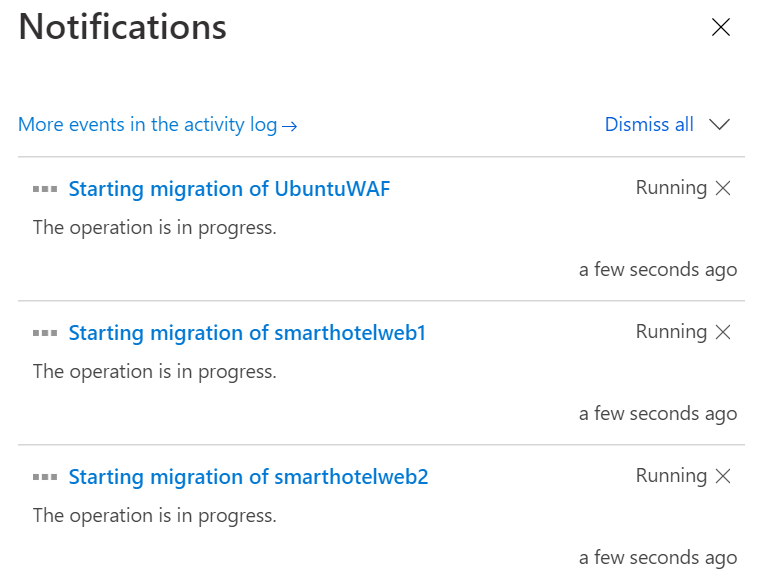 Notifications
More events in the activity log→
Dismiss all
Starting migration of UbuntuWAF
Running
The operation is in progress.
a few seconds ago
Starting migration of smarthotelweb1
Running
The operation is in progress.
a few seconds ago
Starting migration of smarthotelweb2
Running
The operation is in progress.
a few seconds ago